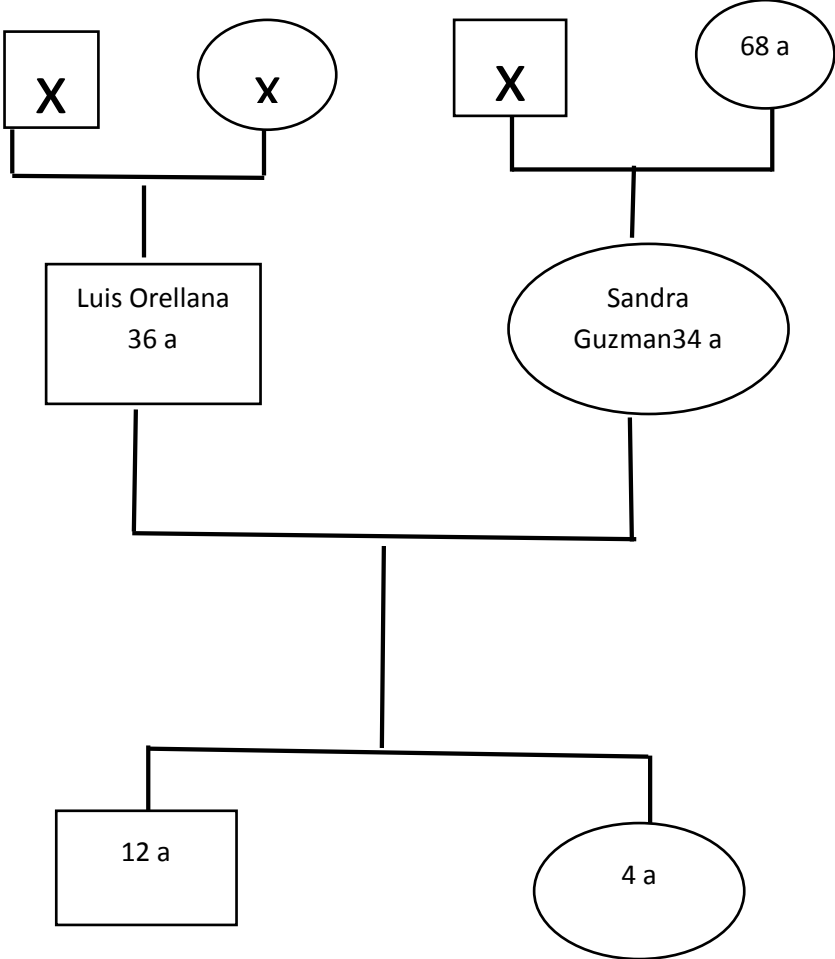 X
x
X
68 a
Luis Orellana
36 a
Sandra
Guzman34 a
12 a
4 a